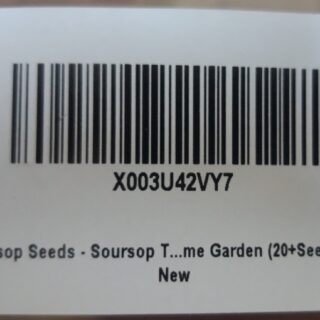 X003U42VY7
sop Seeds - Soursop T...me Garden (20+See
New